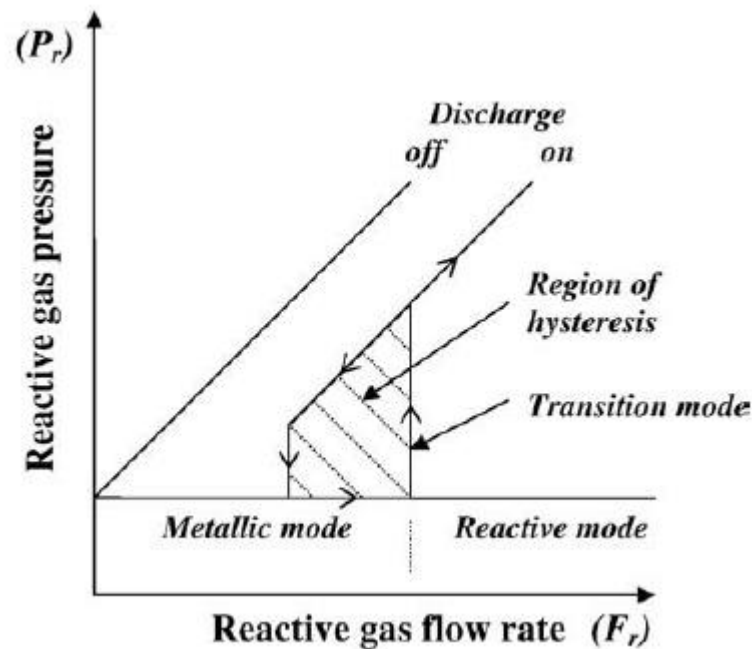 (Pr)
Reactive gas pressure
Discharge
off on
Region of
hysteresis
Transition mode
Metallic mode
Reactive mode
Reactive gas flow rate (Fr)